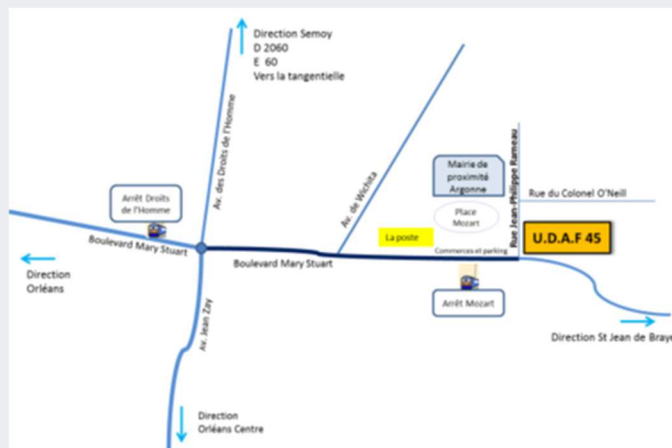 Direction Semoy
D 2060
E 60
Vers la tangentielle
Av. des Droits de l'Homme
Av. de Wichita
Rue Jean-Philippe Rameau
Mairie de
proximité
Argonne
Rue du Colonel O'Neill
Arrêt Droits
de l'Homme
Place
Mozart
La poste
U.D.A.F 45
Boulevard Mary Stuart
Boulevard Mary Stuart
Commerces et parking
Direction
Orléans
Arrêt Mozart
Av. Jean Zay
Direction St Jean de Braye
Direction
Orléans Centre